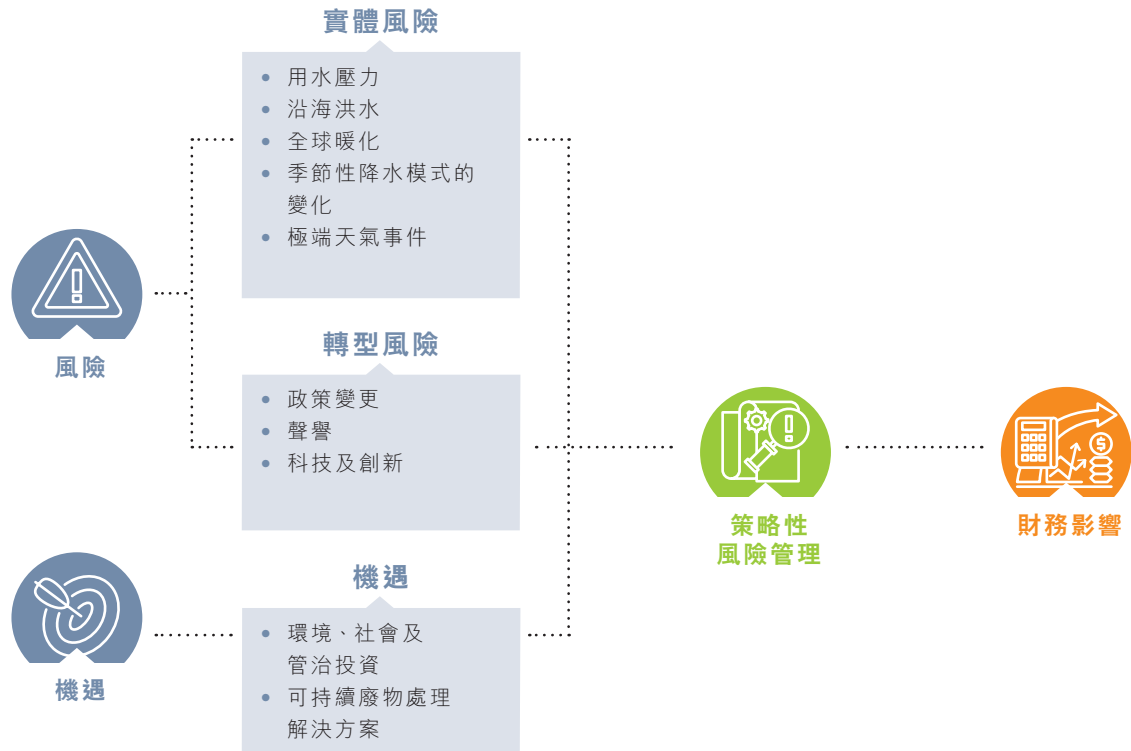 實體風險
• 用水壓力
• 沿海洪水
• 全球暖化
• 季節性降水模式的
變化
• 極端天氣事件
風險
轉型風險
• 政策變更
• 聲譽
• 科技及創新
策略性
風險管理
財務影響
機遇
• 環境、社會及
管治投資
• 可持續廢物處理
解決方案
機遇